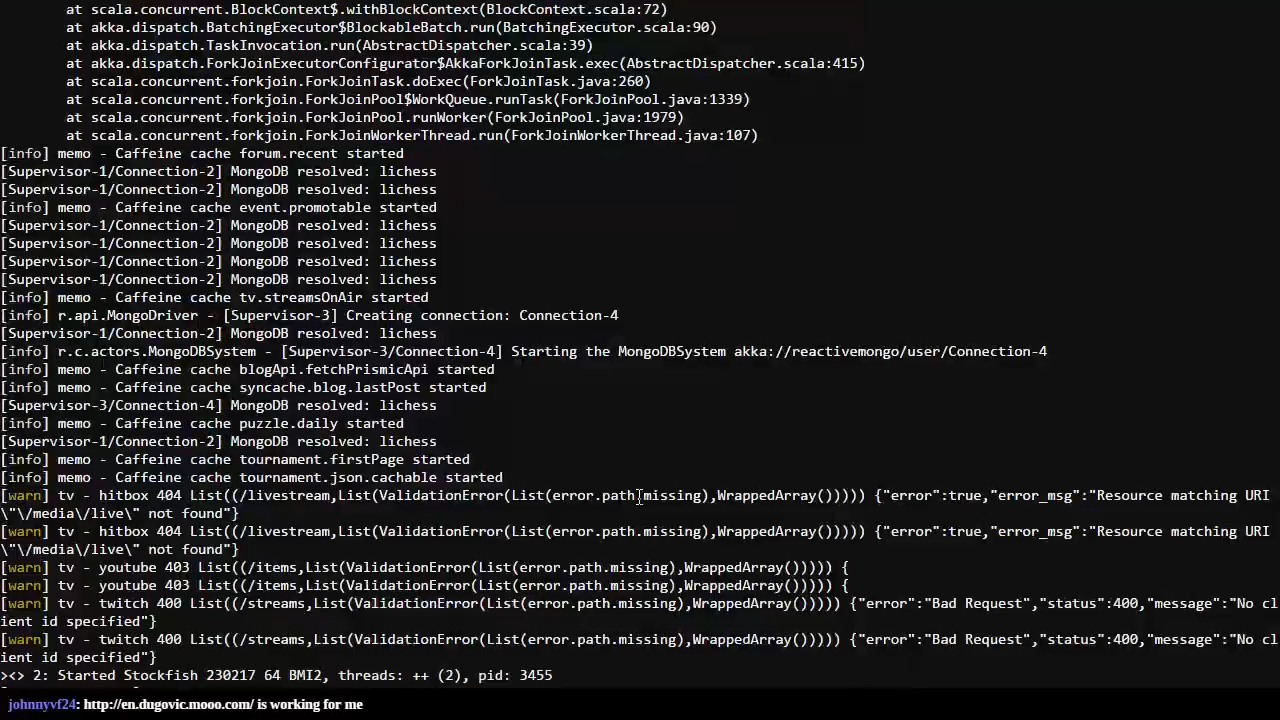 at scala.concurrent.BlockContext$.withBlockContext(BlockContext.scala:72)
at akka.dispatch.BatchingExecutor$BlockableBatch.run(BatchingExecutor.scala:90)
at akka.dispatch.TaskInvocation.run(AbstractDispatcher.scala:39)
at akka.dispatch.ForkJoinExecutorConfigurator$AkkaForkJoinTask.exec(AbstractDispatcher.scala:415)
at scala.concurrent.forkjoin.ForkJoinTask.doExec(ForkJoinTask.java:260)
at scala.concurrent.forkjoin.ForkJoinPool$WorkQueue.runTask(ForkJoinPool.java:1339)
at scala.concurrent.forkjoin.ForkJoinPool.runWorker(ForkJoinPool.java:1979)
at scala.concurrent.forkjoin.ForkJoinWorkerThread.run(ForkJoinWorkerThread.java:107)
[info] memo - Caffeine cache forum.recent started
[Supervisor-1/Connection-2] MongoDB resolved: lichess
[Supervisor-1/Connection-2] MongoDB resolved: lichess
[info] memo - Caffeine cache event.promotable started
[Supervisor-1/Connection-2] MongoDB resolved: lichess
[Supervisor-1/Connection-2] MongoDB resolved: lichess
[Supervisor-1/Connection-2] MongoDB resolved: lichess
[Supervisor-1/Connection-2] MongoDB resolved: lichess
[info] memo - Caffeine cache tv.streamsOnAir started
[info] r.api.MongoDriver - [Supervisor-3] Creating connection: Connection-4
[Supervisor-1/Connection-2] MongoDB resolved: lichess
[info] r.c.actors.MongoDBSystem - [Supervisor-3/Connection-4] Starting the MongoDBSystem akka://reactivemongo/user/Connection-4
[info] memo - Caffeine cache blogApi.fetchPrismicApi started
[info] memo - Caffeine cache syncache.blog.lastPost started
[Supervisor-3/Connection-4] MongoDB resolved: lichess
[info] memo - Caffeine cache puzzle.daily started
[Supervisor-1/Connection-2] MongoDB resolved: lichess
[info] memo - Caffeine cache tournament.firstPage started
[info] memo - Caffeine cache tournament.json.cachable started
[warn] tv - hitbox 404 List((/livestream,List(ValidationError(List(error.path.missing),WrappedArray())))) {"error":true,"error_msg":"Resource matching URI
\"\/media\/live\" not found"}
[warn] tv - hitbox 404 List((/livestream,List(ValidationError(List(error.path.missing),WrappedArray())))) {"error":true,"error_msg":"Resource matching URI
\"\/media\/live\" not found"}
[warn] tv - youtube 403 List((/items,List(ValidationError(List(error.path.missing),WrappedArray())))) {
[warn] tv - youtube 403 List((/items,List(ValidationError(List(error.path.missing),WrappedArray())))) {
[warn] tv - twitch 400 List((/streams,List(ValidationError(List(error.path.missing),WrappedArray())))) {"error":"Bad Request","status":400,"message":"No cl
ient id specified"}
[warn] tv - twitch 400 List((/streams,List(ValidationError(List(error.path.missing),WrappedArray())))) {"error":"Bad Request","status":400,"message":"No cl
ient id specified"}
><> 2: Started Stockfish 230217 64 BMI2, threads: ++ (2), pid: 3455
johnnyvf24: http://en.dugovic.mooo.com/ is working for me